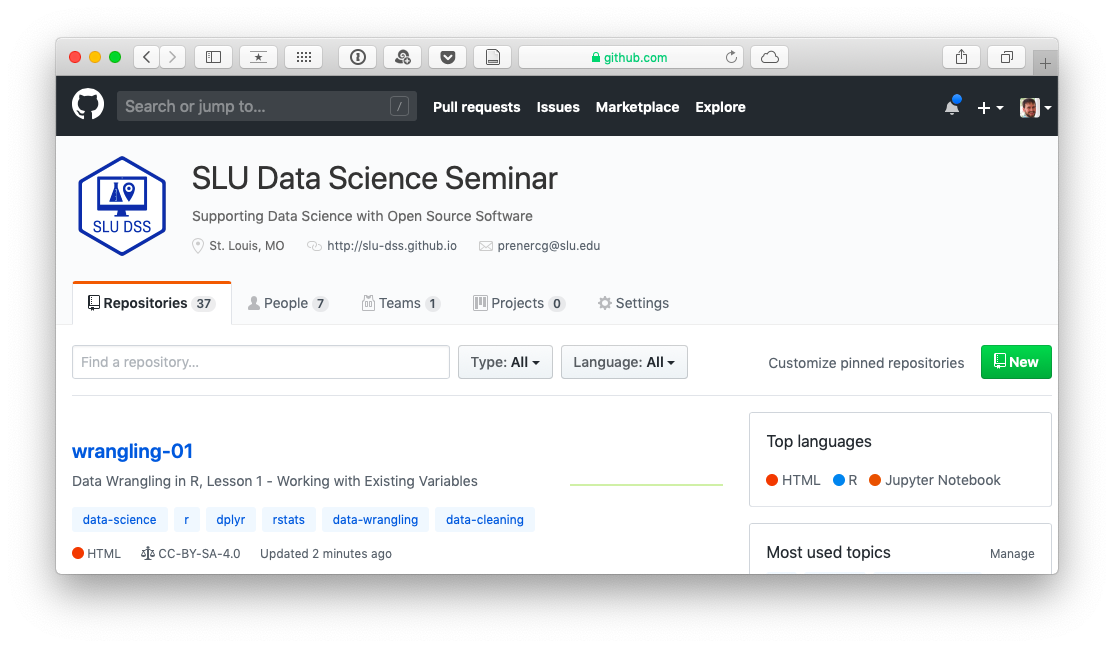 github.com
Search or jump to... /
Pull requests Issues Marketplace Explore
SLU DSS
SLU Data Science Seminar
Supporting Data Science with Open Source Software
St. Louis, MO http://slu-dss.github.io prenercg@slu.edu
Repositories 37 People 7 Teams 1 Projects 0 Settings
Find a repository... Type: All Language: All Customize pinned repositories New
wrangling-01
Data Wrangling in R, Lesson 1 - Working with Existing Variables
data-science r dplyr rstats data-wrangling data-cleaning
HTML CC-BY-SA-4.0 Updated 2 minutes ago
Top languages
HTML R Jupyter Notebook
Most used topics Manage